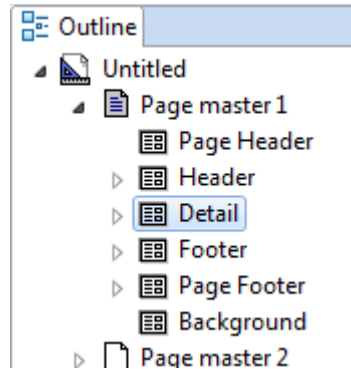 Outline
Untitled
Page master 1
Page Header
Header
Detail
Footer
Page Footer
Background
Page master 2